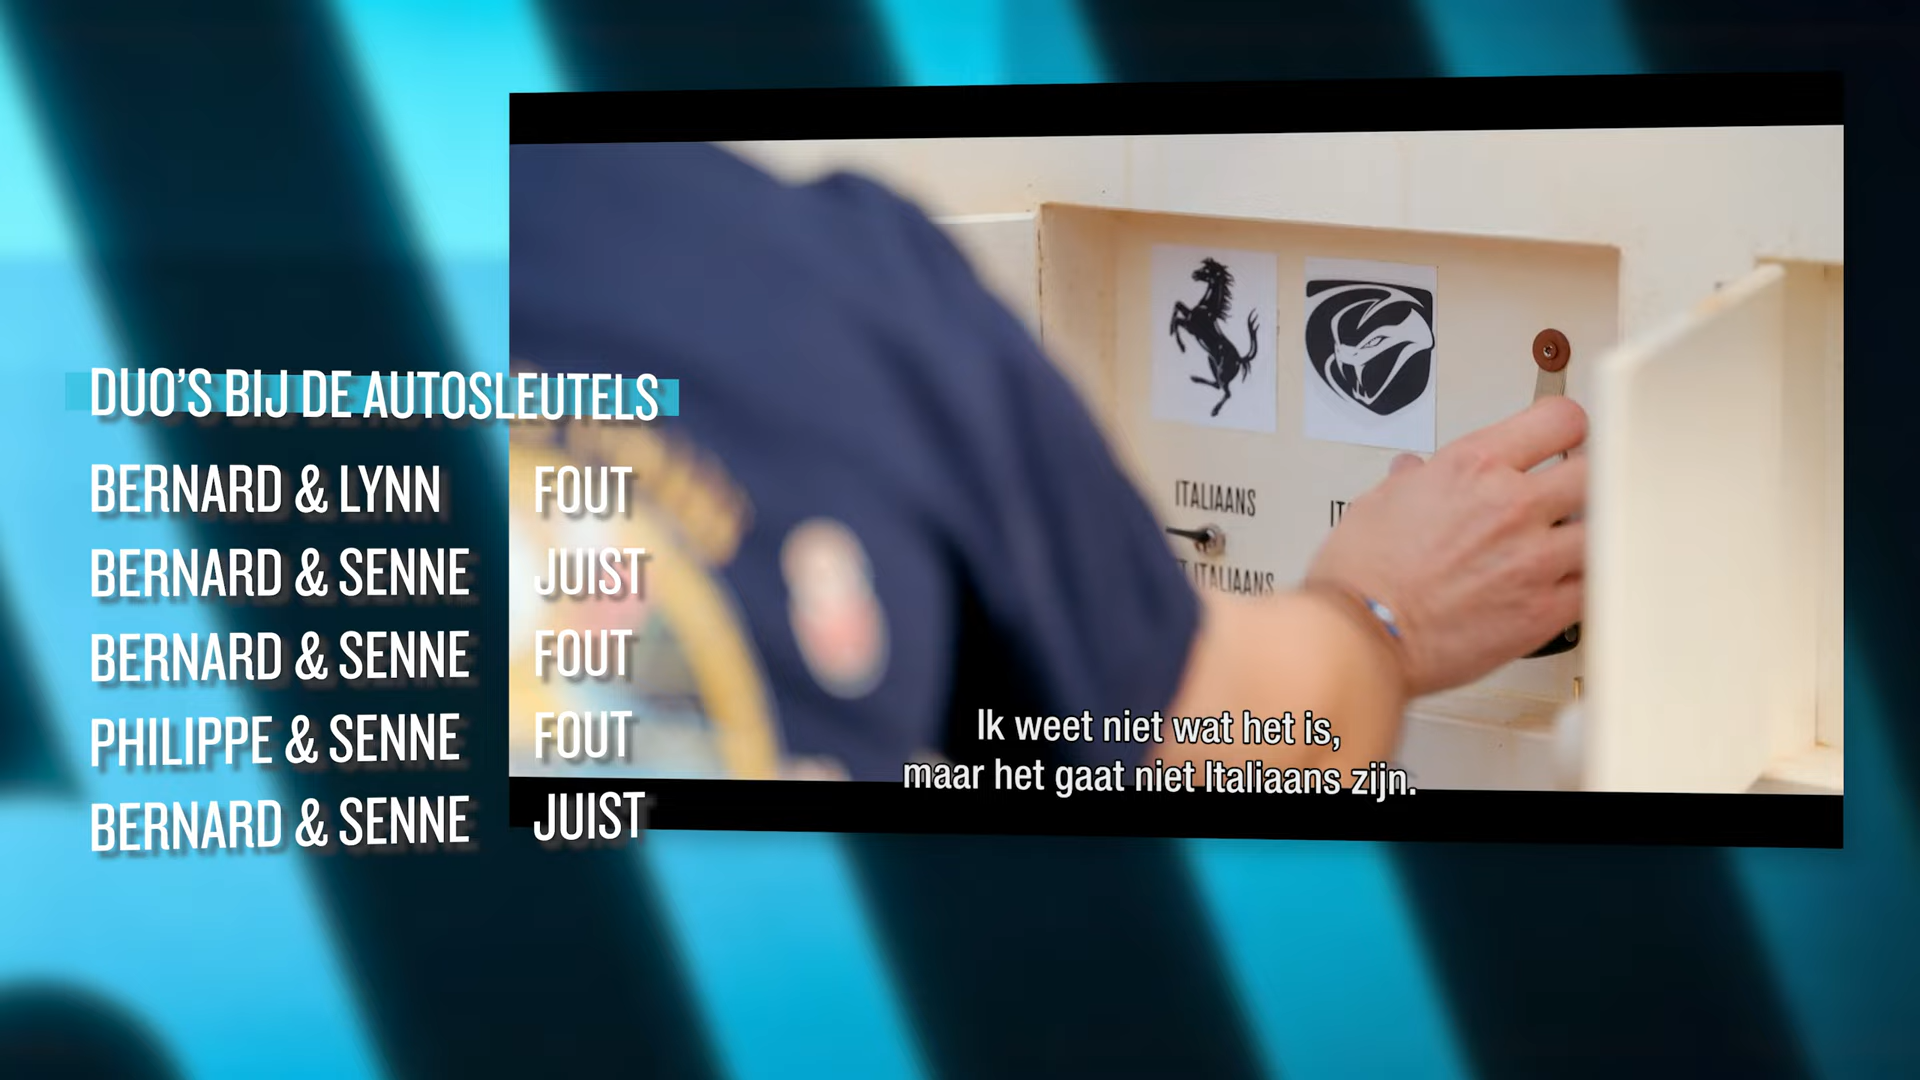 DUO'S BIJ DE AUTOSLEUTELS
BERNARD & LYNN FOUT
BERNARD & SENNE JUIST
BERNARD & SENNE FOUT
PHILIPPE & SENNE FOUT
BERNARD & SENNE JUIST
ITALIAANS
ITALIAANS
Ik weet niet wat het is,
maar het gaat niet Italiaans zijn.